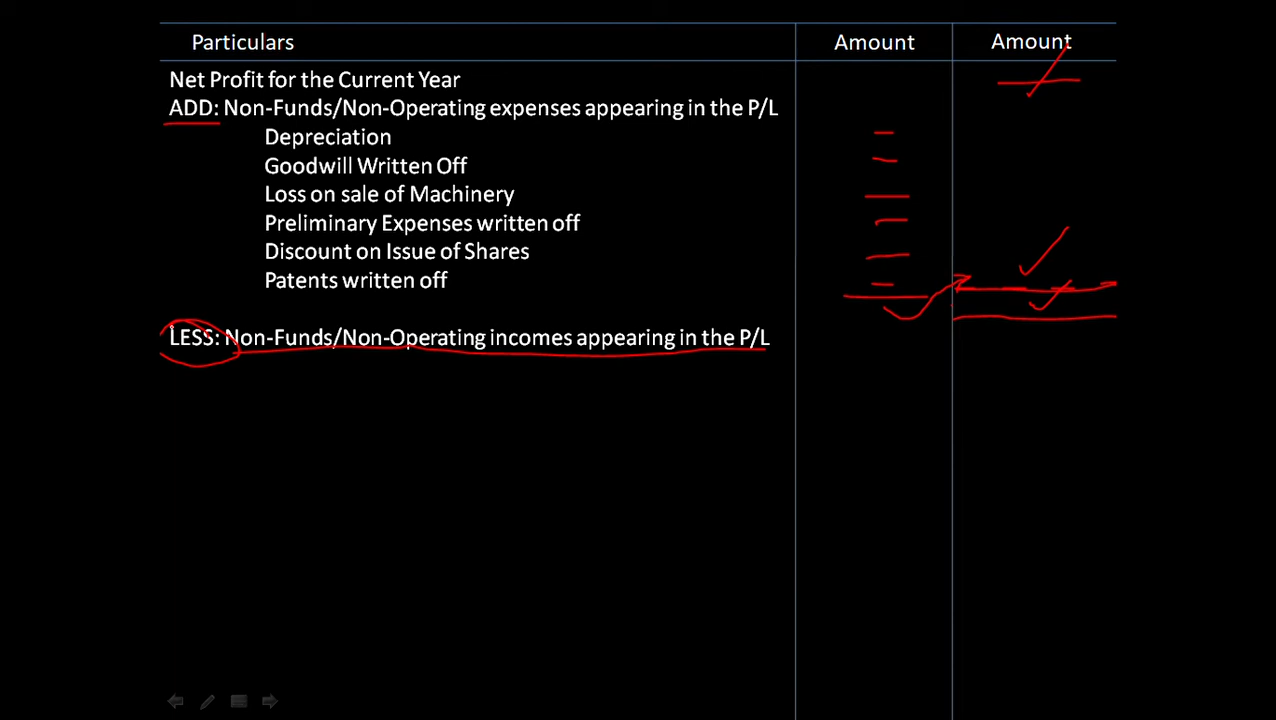 Particulars Amount Amount
Net Profit for the Current Year
ADD: Non-Funds/Non-Operating expenses appearing in the P/L
Depreciation
Goodwill Written Off
Loss on sale of Machinery
Preliminary Expenses written off
Discount on Issue of Shares
Patents written off
LESS: Non-Funds/Non-Operating incomes appearing in the P/L